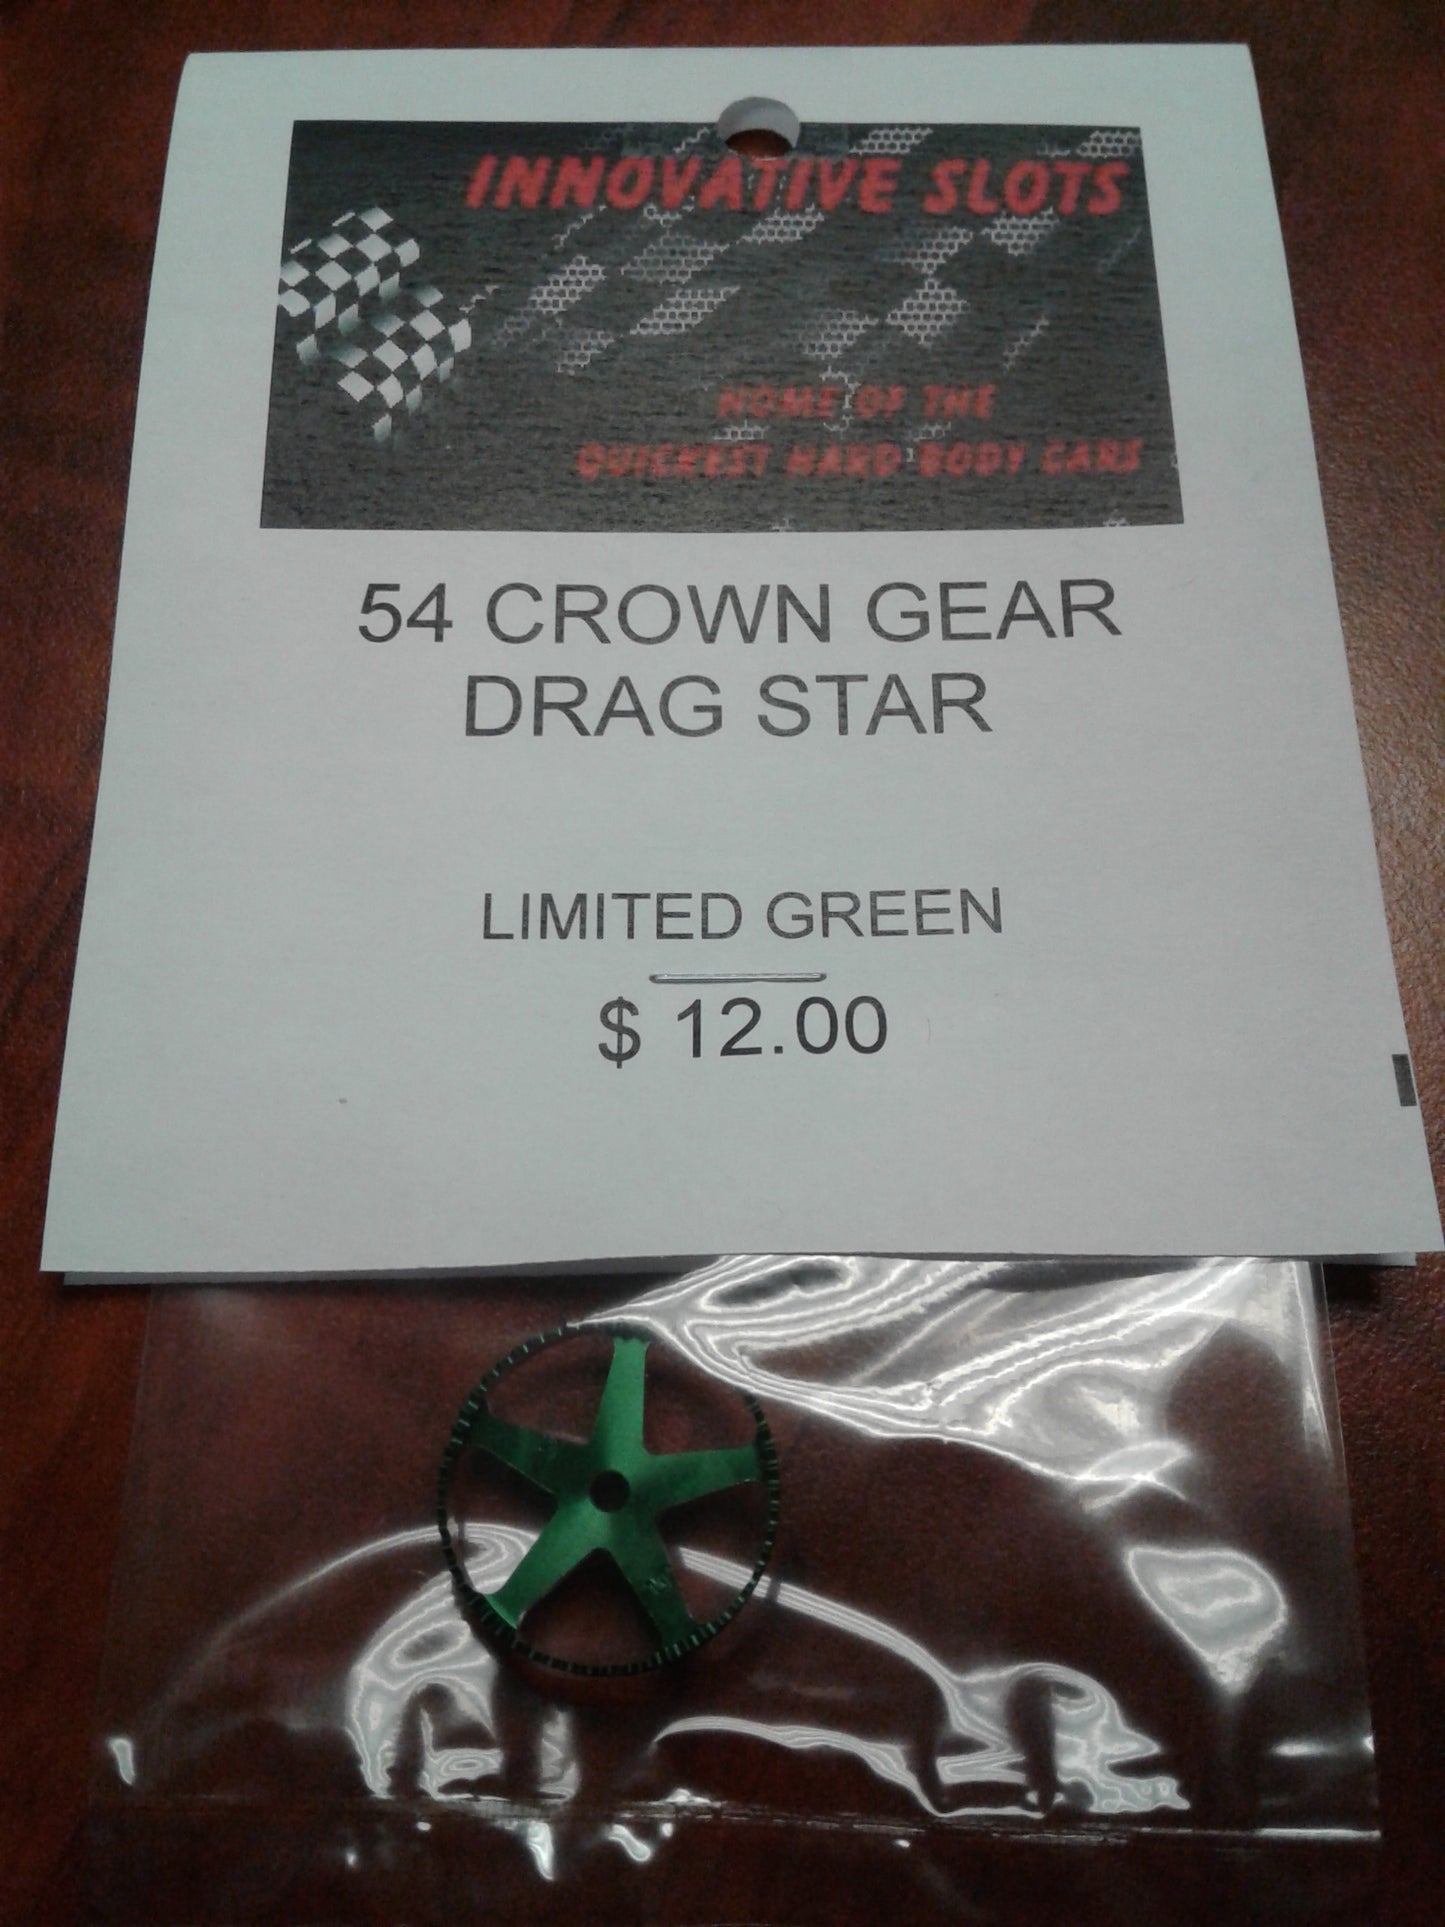 INNOVATIVE SLOTS
HOME OF THE
QUICKEST HARD BODY CARS
54 CROWN GEAR
DRAG STAR
LIMITED GREEN
$ 12.00